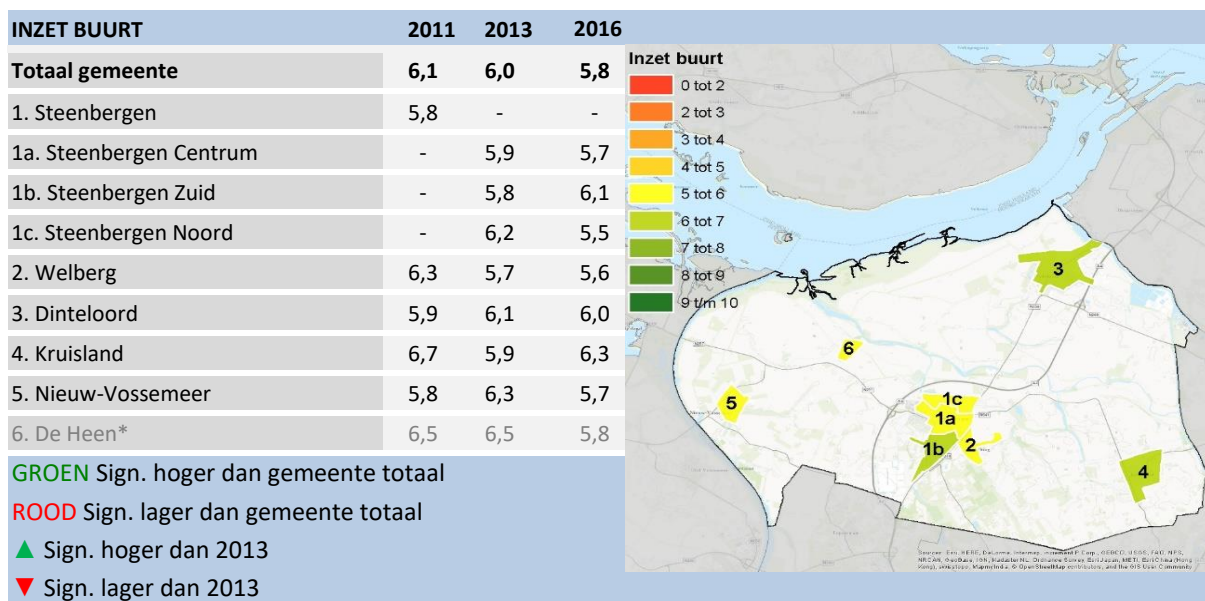 INZET BUURT 2011 2013 2016
Totaal gemeente 6,1 6,0 5,8
1. Steenbergen 5,8 - -
1a. Steenbergen Centrum - 5,9 5,7
1b. Steenbergen Zuid - 5,8 6,1
1c. Steenbergen Noord - 6,2 5,5
2. Welberg 6,3 5,7 5,6
3. Dinteloord 5,9 6,1 6,0
4. Kruisland 6,7 5,9 6,3
5. Nieuw-Vossemeer 5,8 6,3 5,7
6. De Heen* 6,5 6,5 5,8
GROEN Sign. hoger dan gemeente totaal
ROOD Sign. lager dan gemeente totaal
▲ Sign. hoger dan 2013
▼ Sign. lager dan 2013
Inzet buurt
0 tot 2
2 tot 3
3 tot 4
4 tot 5
5 tot 6
6 tot 7
7 tot 8
8 tot 9
9 t/m 10
3
6
5
1c
1a
1b
2
4